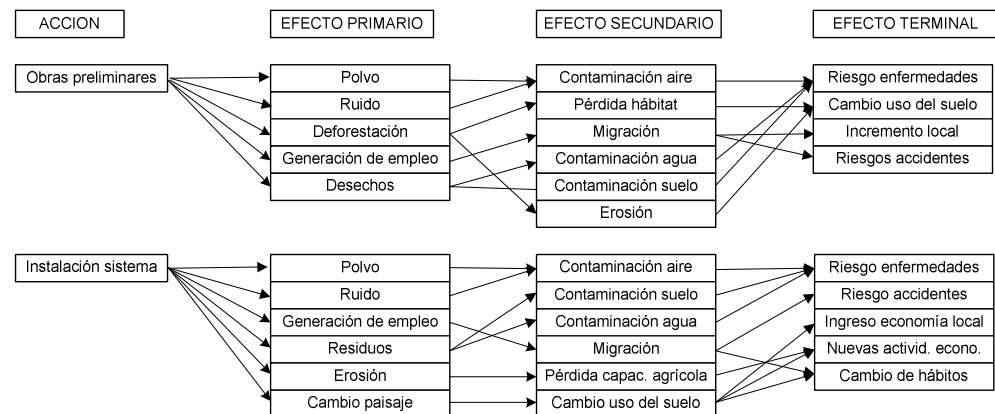 ACCION
EFECTO PRIMARIO
EFECTO SECUNDARIO
EFECTO TERMINAL
Obras preliminares
Polvo
Ruido
Deforestación
Generación de empleo
Desechos
Contaminación aire
Pérdida hábitat
Migración
Contaminación agua
Contaminación suelo
Erosión
Riesgo enfermedades
Cambio uso del suelo
Incremento local
Riesgos accidentes
Instalación sistema
Polvo
Ruido
Generación de empleo
Residuos
Erosión
Cambio paisaje
Contaminación aire
Contaminación suelo
Contaminación agua
Migración
Pérdida capac. agrícola
Cambio uso del suelo
Riesgo enfermedades
Riesgo accidentes
Ingreso economía local
Nuevas activid. econo.
Cambio de hábitos